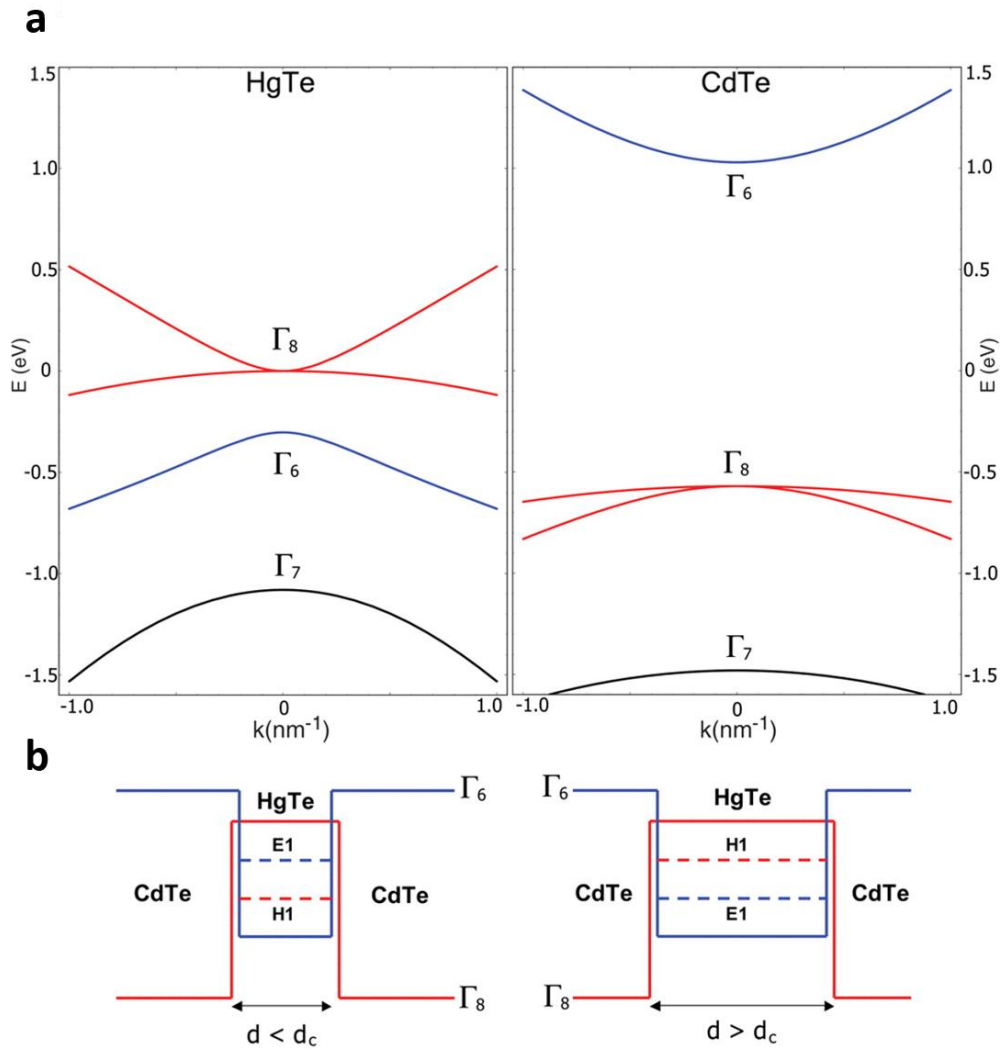 a
HgTe
CdTe
1.5
1.0
0.5
0
-0.5
-1.0
-1.5
E (eV)
Γ8
Γ6
Γ7
-1.0
0
1.0
k(nm-1)
Γ6
Γ8
Γ7
-1.0
0
1.0
k(nm-1)
1.5
1.0
0.5
0
-0.5
-1.0
-1.5
E (eV)
b
HgTe
Γ6
E1
CdTe
CdTe
H1
Γ8
d < dc
Γ6
HgTe
H1
CdTe
CdTe
E1
Γ8
d > dc